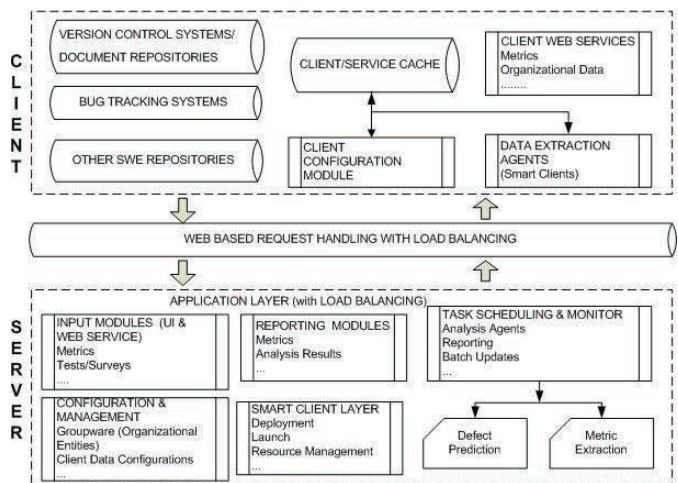 CLIENT
VERSION CONTROL SYSTEMS/
DOCUMENT REPOSITORIES
BUG TRACKING SYSTEMS
OTHER SWE REPOSITORIES
CLIENT/SERVICE CACHE
CLIENT
CONFIGURATION
MODULE
CLIENT WEB SERVICES
Metrics
Organizational Data
.........
DATA EXTRACTION
AGENTS
(Smart Clients)
WEB BASED REQUEST HANDLING WITH LOAD BALANCING
SERVER
APPLICATION LAYER (with LOAD BALANCING)
INPUT MODULES (UI &
WEB SERVICE)
Metrics
Tests/Surveys
....
REPORTING MODULES
Metrics
Analysis Results
...
TASK SCHEDULING & MONITOR
Analysis Agents
Reporting
Batch Updates
...
CONFIGURATION &
MANAGEMENT
Groupware (Organizational
Entities)
Client Data Configurations
...
SMART CLIENT LAYER
Deployment
Launch
Resource Management
...
Defect
Prediction
Metric
Extraction